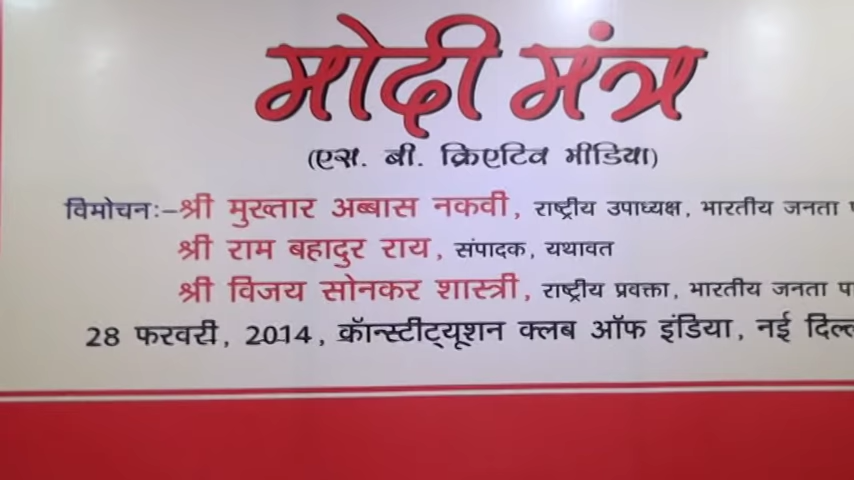 मोदी मंत्र
(एस. बी. क्रिएटिव मीडिया)
विमोचन:-श्री मुख्तार अब्बास नकवी, राष्ट्रीय उपाध्यक्ष, भारतीय जनता
श्री राम बहादुर राय, संपादक, यथावत
श्री विजय सोनकर शास्त्री, राष्ट्रीय प्रवक्ता, भारतीय जनता
28 फरवरी, 2014, कॅान्स्टीट्यूशन क्लब ऑफ इंडिया, नई